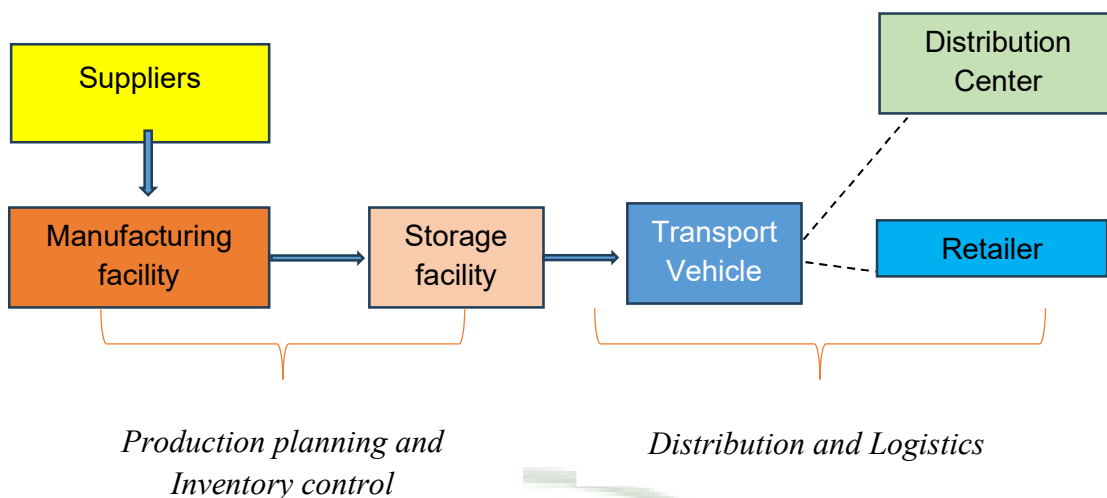 Suppliers
Distribution
Center
Manufacturing
facility
Storage
facility
Transport
Vehicle
Retailer
Production planning and
Inventory control
Distribution and Logistics